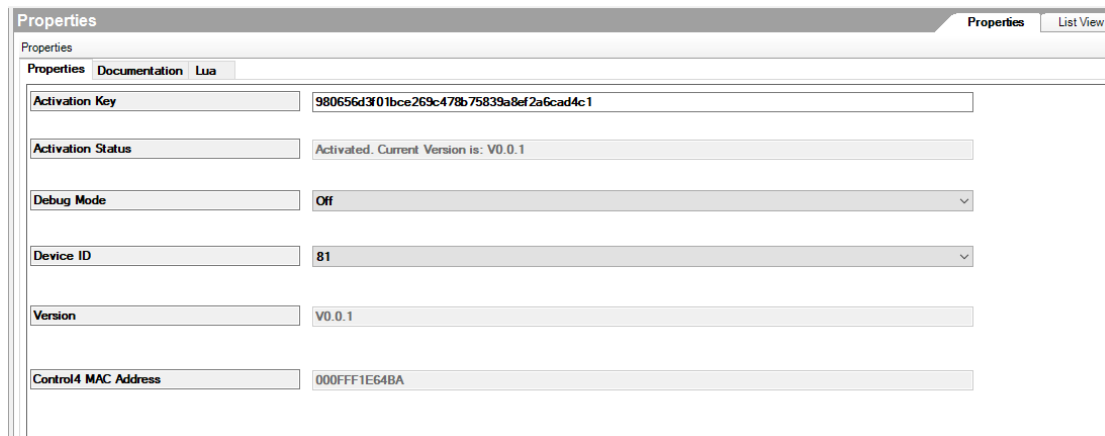 Properties
Properties List View
Properties
Properties Documentation Lua
Activation Key 980656d3f01bce269c478b75839a8ef2a6cad4c1
Activation Status Activated. Current Version is: V0.0.1
Debug Mode Off
Device ID 81
Version V0.0.1
Control4 MAC Address 000FFF1E64BA